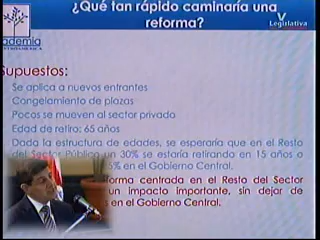 ¿Qué tan rápido caminaría una
reforma?
V
Legislativa
ademia
Supuestos:
Se aplica a nuevos entrantes
Congelamiento de plazas
Pocos se mueven al sector privado
Edad de retiro: 65 años
Dada la estructura de edades, se esperaría que en el Resto
del Sector Público un 30% se estaría retirando en 15 años o
5% en el Gobierno Central.
forma centrada en el Resto del Sector
un impacto importante, sin dejar de
en el Gobierno Central.